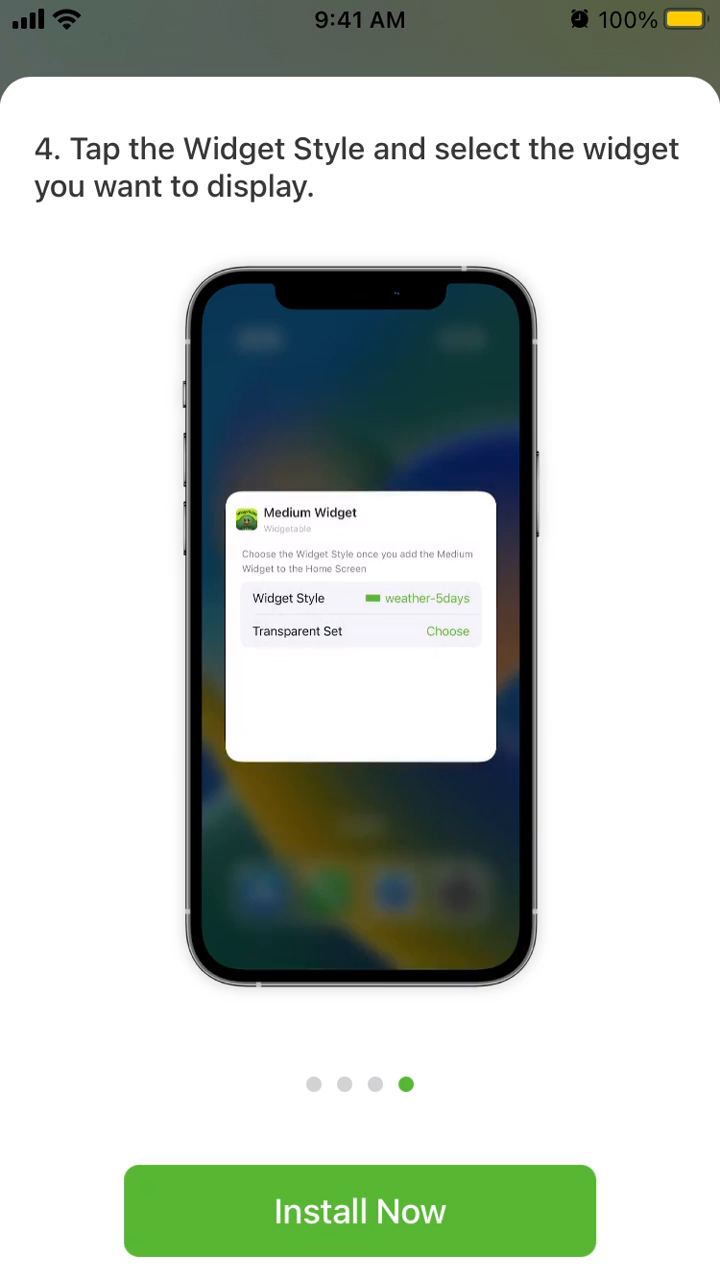 9:41 AM
100%
4. Tap the Widget Style and select the widget
you want to display.
Medium Widget
Widgetable
Choose the Widget Style once you add the Medium
Widget to the Home Screen
Widget Style
weather-5days
Transparent Set
Choose
Install Now